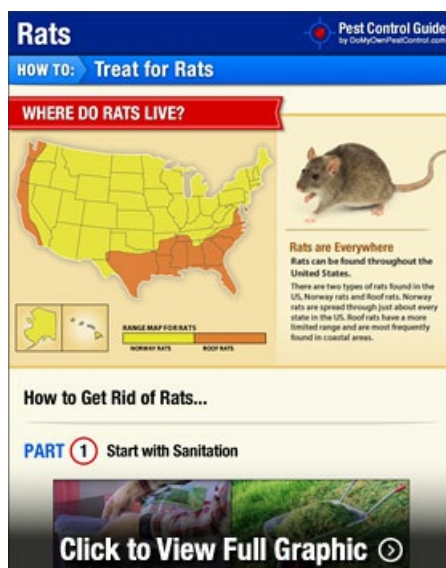 Rats
Pest Control Guide
by DoMyOwnPestControl.com
HOW TO: Treat for Rats
WHERE DO RATS LIVE?
Rats are Everywhere
Rats can be found throughout the
United States.
There are two types of rats found in the
US, Norway rats and Roof rats. Norway
rats are spread through just about every
state in the US. Roof rats have a more
limited range and are most frequently
found in coastal areas.
RANGE MAP FOR RATS
NORWAY RATS
ROOF RATS
How to Get Rid of Rats...
PART 1 Start with Sanitation
Click to View Full Graphic